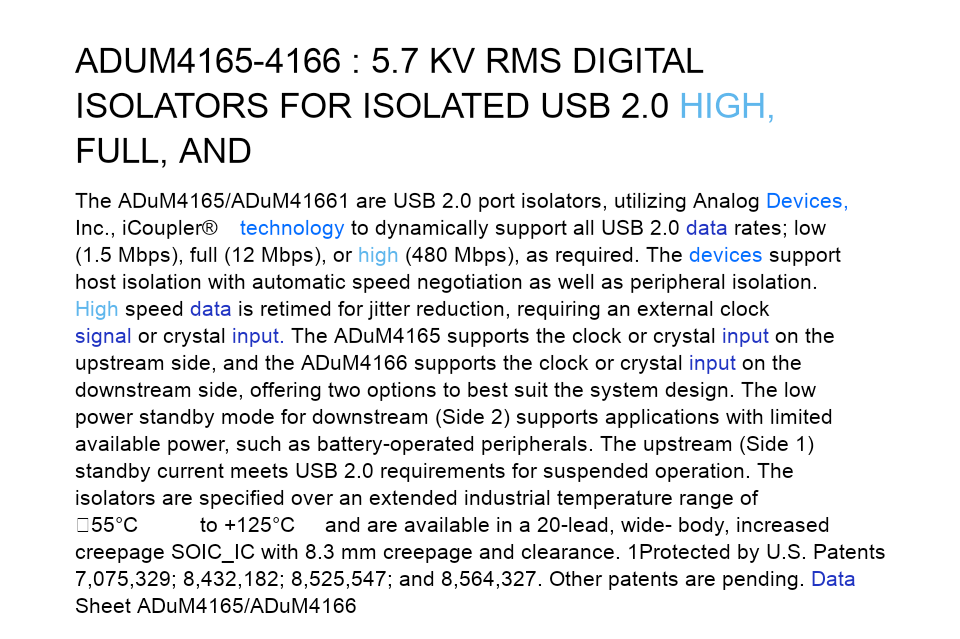 ADUM4165-4166 : 5.7 KV RMS DIGITAL
ISOLATORS FOR ISOLATED USB 2.0 HIGH,
FULL, AND
The ADuM4165/ADuM41661 are USB 2.0 port isolators, utilizing Analog Devices,
Inc., iCoupler® technology to dynamically support all USB 2.0 data rates; low
(1.5 Mbps), full (12 Mbps), or high (480 Mbps), as required. The devices support
host isolation with automatic speed negotiation as well as peripheral isolation.
High speed data is retimed for jitter reduction, requiring an external clock
signal or crystal input. The ADuM4165 supports the clock or crystal input on the
upstream side, and the ADuM4166 supports the clock or crystal input on the
downstream side, offering two options to best suit the system design. The low
power standby mode for downstream (Side 2) supports applications with limited
available power, such as battery-operated peripherals. The upstream (Side 1)
standby current meets USB 2.0 requirements for suspended operation. The
isolators are specified over an extended industrial temperature range of
□55°C to +125°C and are available in a 20-lead, wide- body, increased
creepage SOIC_IC with 8.3 mm creepage and clearance. 1Protected by U.S. Patents
7,075,329; 8,432,182; 8,525,547; and 8,564,327. Other patents are pending. Data
Sheet ADuM4165/ADuM4166